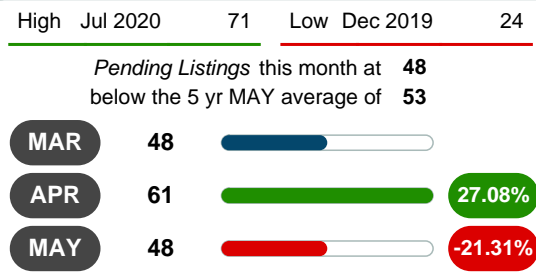 High Jul 2020 71 Low Dec 2019 24
Pending Listings this month at 48
below the 5 yr MAY average of 53
MAR 48
APR 61 27.08%
MAY 48 -21.31%